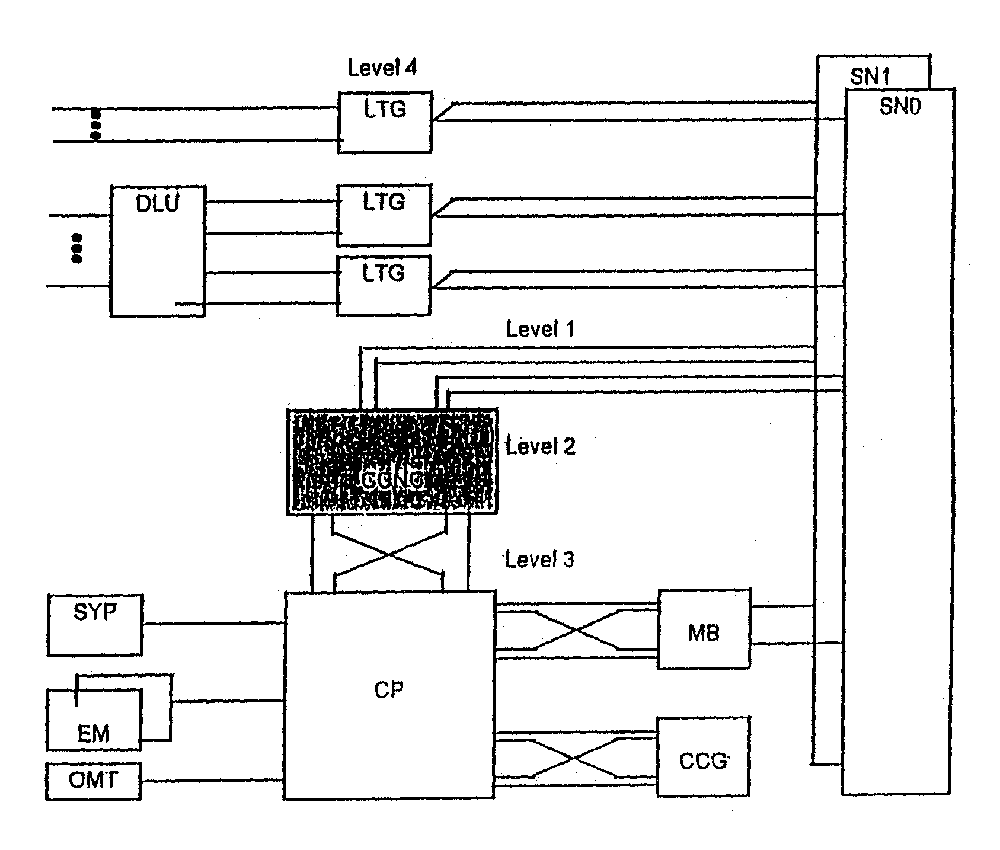 Level 4
SN1
LTG
SN0
DLU
LTG
LTG
Level 1
Level 2
CCNC
Level 3
SYP
MB
CP
EM
CCG
OMT